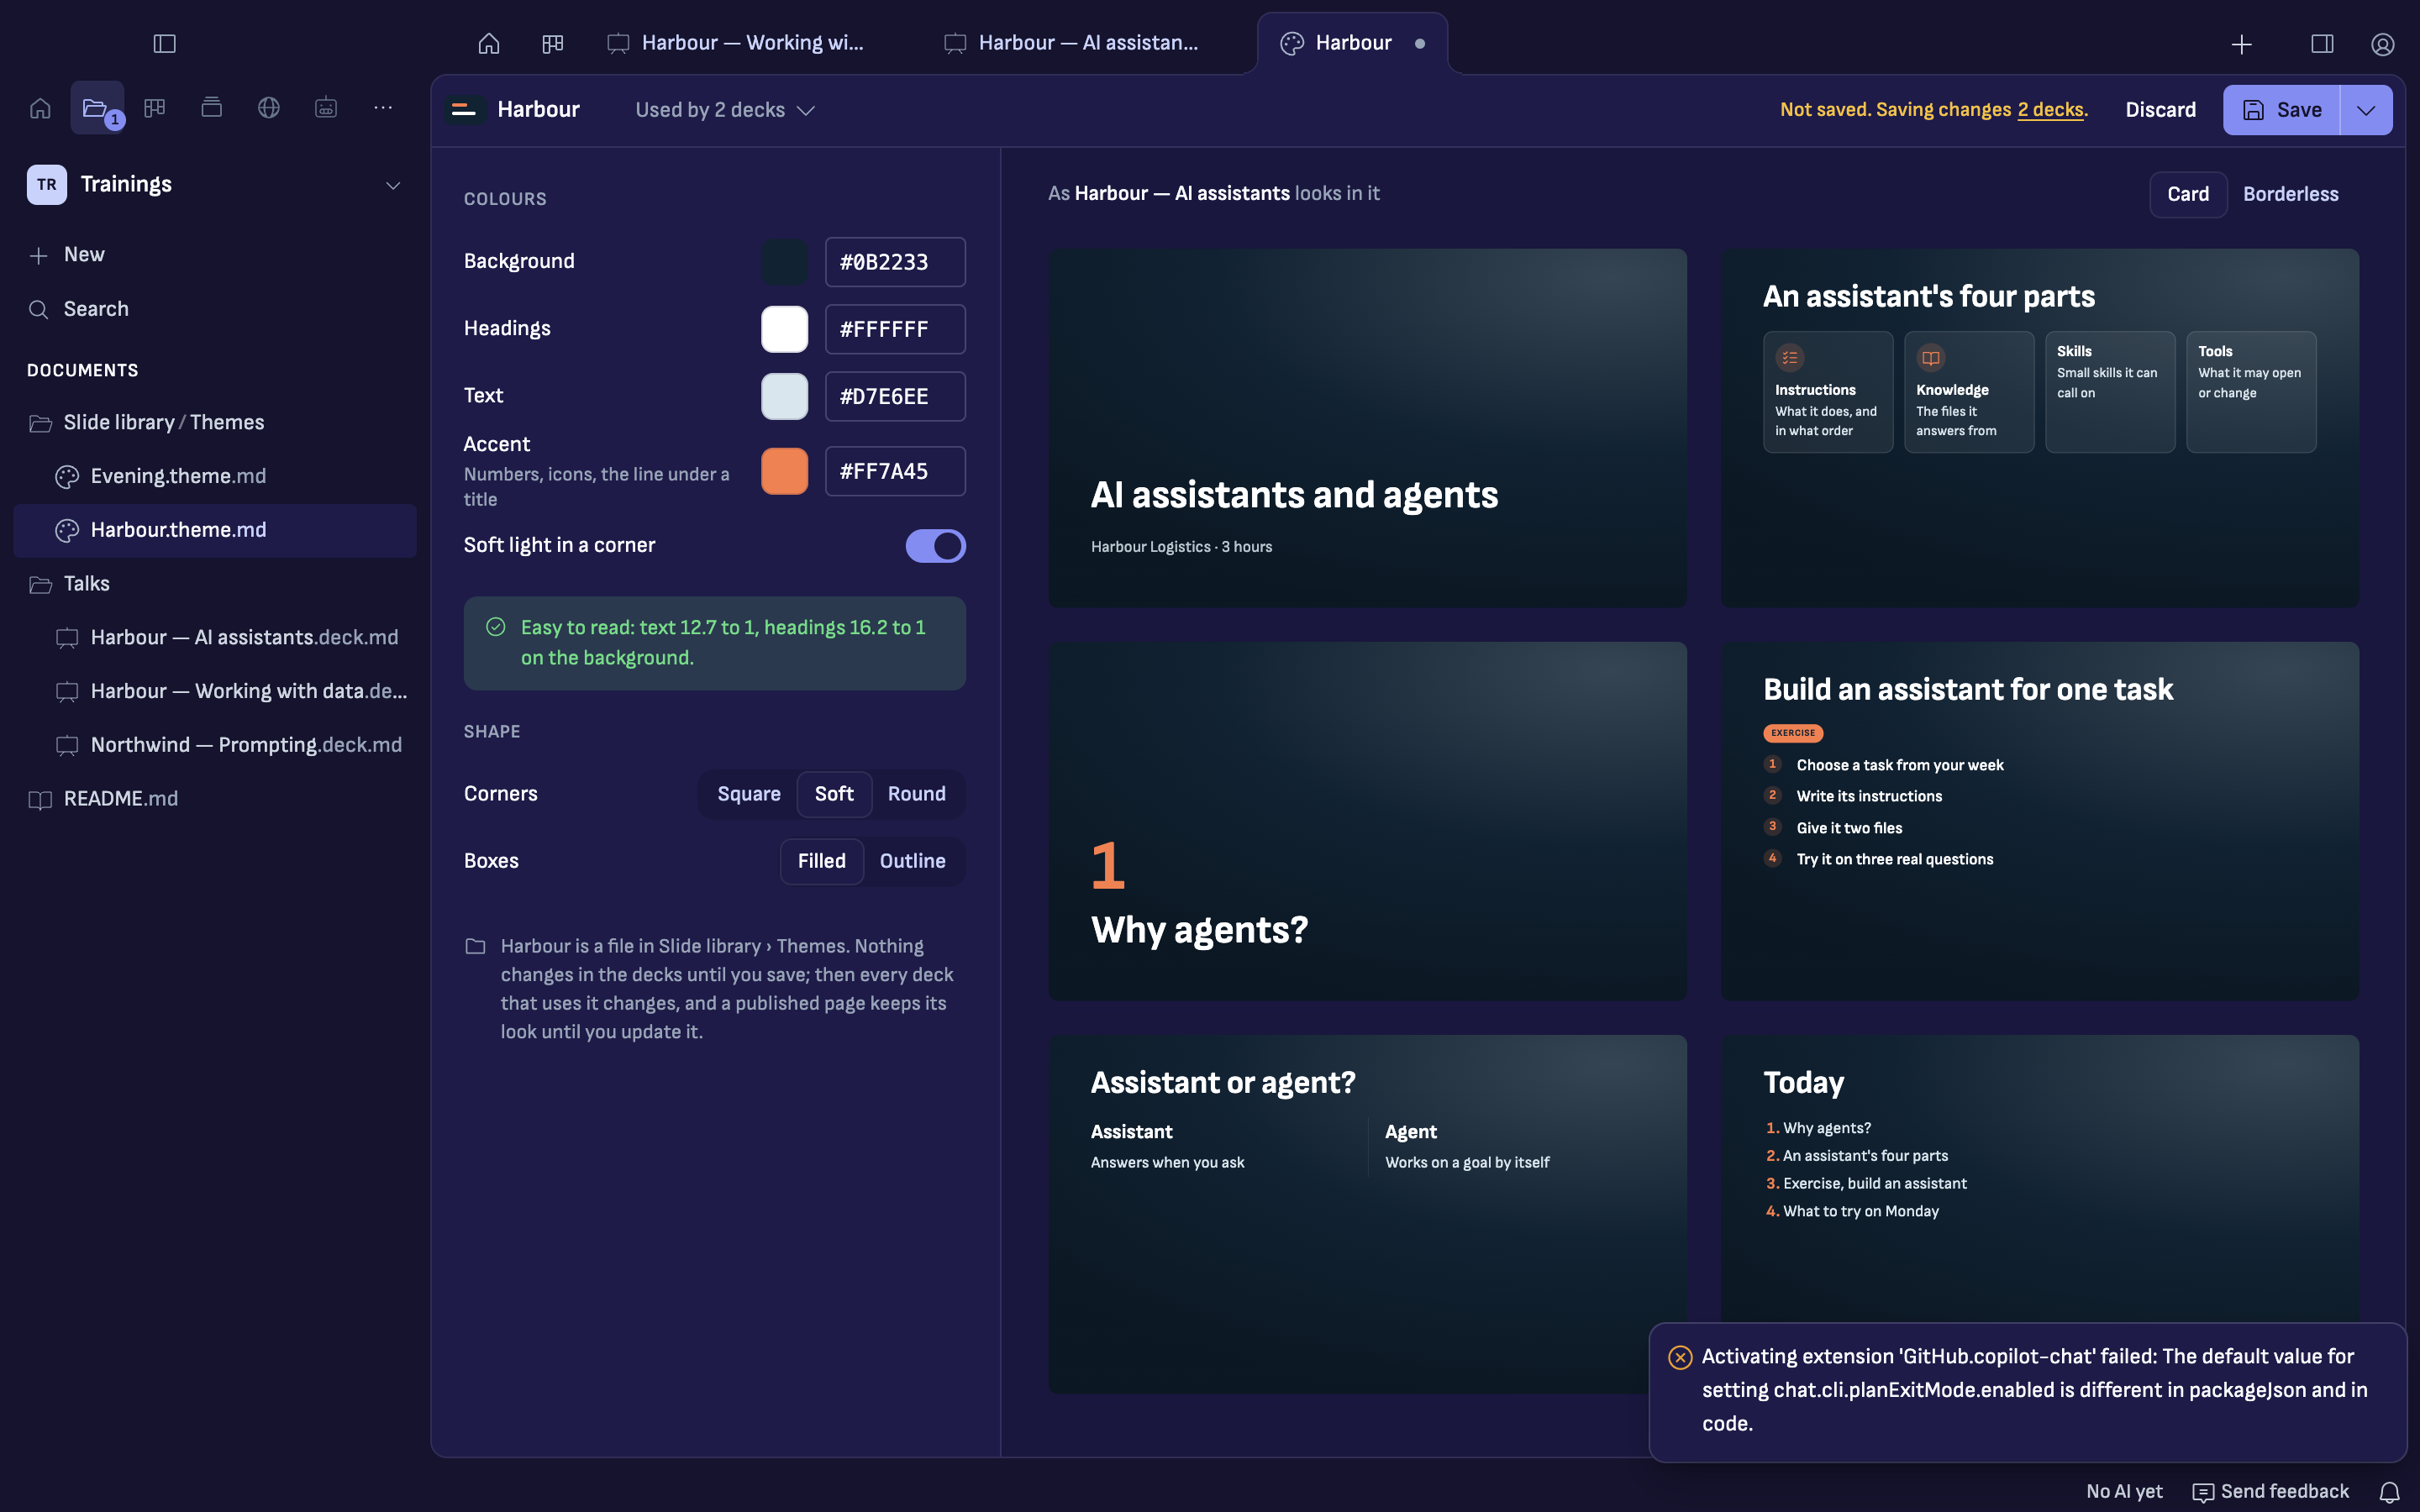 Harbour — Working wi...
Harbour — AI assistan...
Harbour
1
TR
Trainings
New
Search
DOCUMENTS
Slide library / Themes
Evening.theme.md
Harbour.theme.md
Talks
Harbour — AI assistants.deck.md
Harbour — Working with data.de...
Northwind — Prompting.deck.md
README.md
Harbour
Used by 2 decks
Not saved. Saving changes 2 decks.
Discard
Save
COLOURS
Background
#0B2233
Headings
#FFFFFF
Text
#D7E6EE
Accent
Numbers, icons, the line under a
title
#FF7A45
Soft light in a corner
Easy to read: text 12.7 to 1, headings 16.2 to 1
on the background.
SHAPE
Corners
Square
Soft
Round
Boxes
Filled
Outline
Harbour is a file in Slide library › Themes. Nothing
changes in the decks until you save; then every deck
that uses it changes, and a published page keeps its
look until you update it.
As Harbour — AI assistants looks in it
Card
Borderless
AI assistants and agents
Harbour Logistics · 3 hours
An assistant's four parts
Instructions
What it does, and
in what order
Knowledge
The files it
answers from
Skills
Small skills it can
call on
Tools
What it may open
or change
1
Why agents?
Build an assistant for one task
EXERCISE
1 Choose a task from your week
2 Write its instructions
3 Give it two files
4 Try it on three real questions
Assistant or agent?
Assistant
Answers when you ask
Agent
Works on a goal by itself
Today
1. Why agents?
2. An assistant's four parts
3. Exercise, build an assistant
4. What to try on Monday
Activating extension 'GitHub.copilot-chat' failed: The default value for
setting chat.cli.planExitMode.enabled is different in packageJson and in
code.
No AI yet
Send feedback